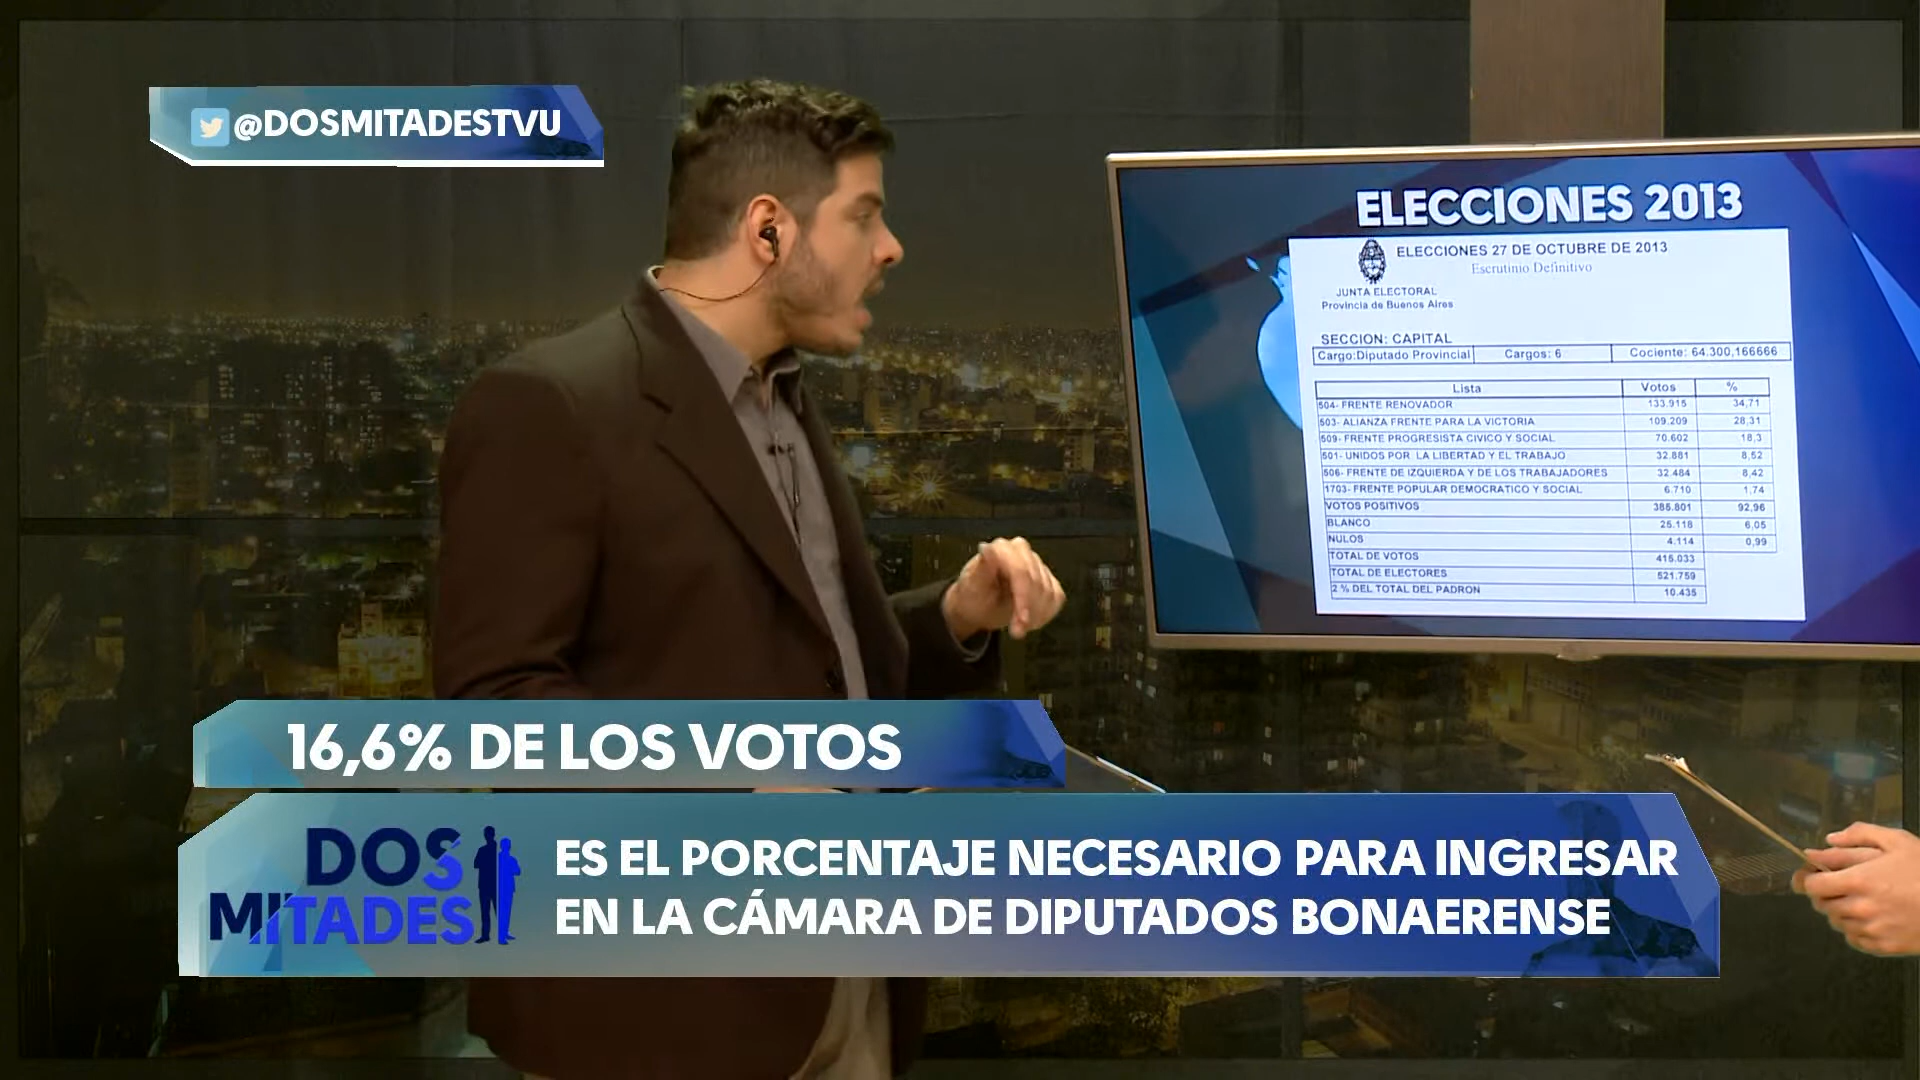 @DOSMITADESTVU
ELECCIONES 2013
ELECCIONES 27 DE OCTUBRE DE 2013
Escrutinio Definitivo
JUNTA ELECTORAL
Provincia de Buenos Aires
SECCION: CAPITAL
Cargo:Diputado Provincial Cargos: 6 Cociente: 64.300,166666
Lista Votos %
504- FRENTE RENOVADOR 133.915 34,71
503- ALIANZA FRENTE PARA LA VICTORIA 109.209 28,31
509- FRENTE PROGRESISTA CIVICO Y SOCIAL 70.602 18,3
501- UNIDOS POR LA LIBERTAD Y EL TRABAJO 32.881 8,52
506- FRENTE DE IZQUIERDA Y DE LOS TRABAJADORES 32.484 8,42
1703- FRENTE POPULAR DEMOCRATICO Y SOCIAL 6.710 1,74
VOTOS POSITIVOS 385.801 92,96
BLANCO 25.118 6,05
NULOS 4.114 0,99
TOTAL DE VOTOS 415.033
TOTAL DE ELECTORES 521.759
2 % DEL TOTAL DEL PADRON 10.435
16,6% DE LOS VOTOS
DOS
MITADES
ES EL PORCENTAJE NECESARIO PARA INGRESAR
EN LA CÁMARA DE DIPUTADOS BONAERENSE